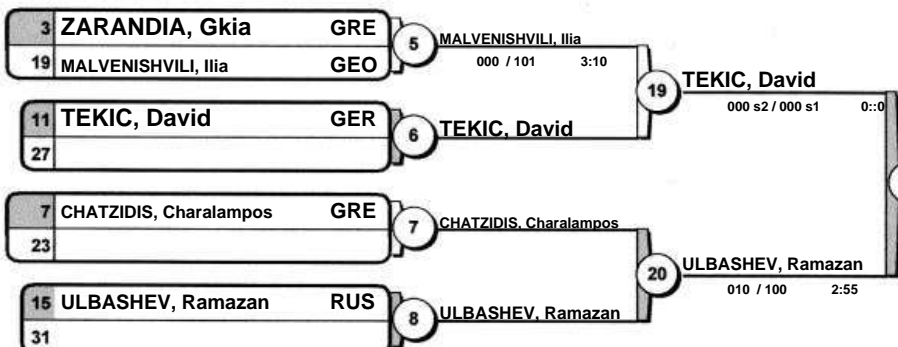 3 ZARANDIA, Gkia GRE
19 MALVENISHVILI, Ilia GEO
5
MALVENISHVILI, Ilia
000 / 101 3:10
11 TEKIC, David GER
27
6
TEKIC, David
19
TEKIC, David
000 s2 / 000 s1 0::0
7 CHATZIDIS, Charalampos GRE
23
7
CHATZIDIS, Charalampos
15 ULBASHEV, Ramazan RUS
31
8
ULBASHEV, Ramazan
20
ULBASHEV, Ramazan
010 / 100 2:55